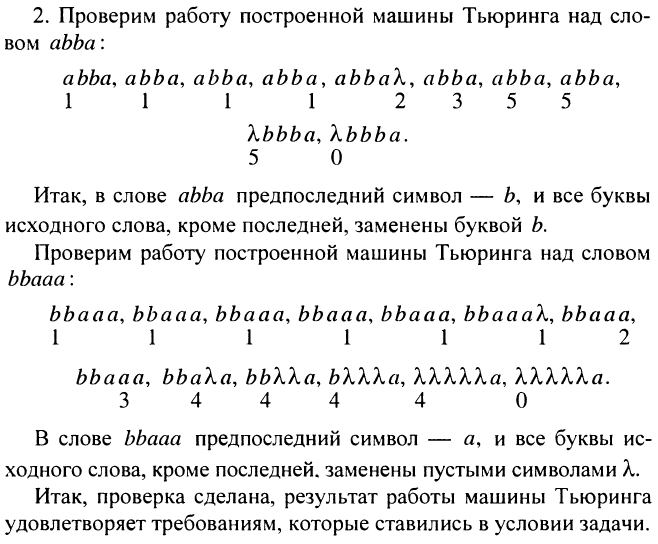 2. Проверим работу построенной машины Тьюринга над сло-
вом abba:
abba, abba, abba, abba, abbaλ, abba, abba, abba,
1 1 1 1 2 3 5 5
λbbba, λbbba.
5 0
Итак, в слове abba предпоследний символ — b, и все буквы
исходного слова, кроме последней, заменены буквой b.
Проверим работу построенной машины Тьюринга над словом
bbaaa:
bbaaa, bbaaa, bbaaa, bbaaa, bbaaa, bbaaaλ, bbaaa,
1 1 1 1 1 1 2
bbaaa, bbaλa, bbλλa, bλλλa, λλλλλa, λλλλλa.
3 4 4 4 4 0
В слове bbaaa предпоследний символ — a, и все буквы ис-
ходного слова, кроме последней, заменены пустыми символами λ.
Итак, проверка сделана, результат работы машины Тьюринга
удовлетворяет требованиям, которые ставились в условии задачи.